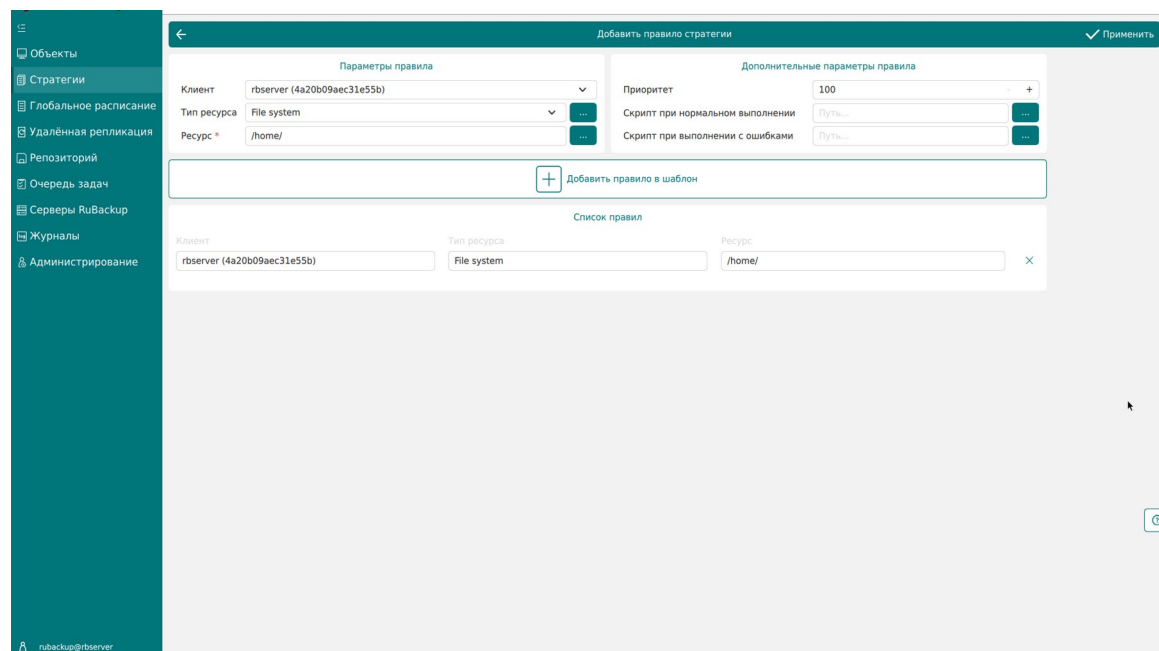 Добавить правило стратегии
Применить
Объекты
Стратегии
Глобальное расписание
Удалённая репликация
Репозиторий
Очередь задач
Серверы RuBackup
Журналы
Администрирование
rubackup@rbserver
Параметры правила
Клиент rbserver (4a20b09aec31e55b)
Тип ресурса File system ...
Ресурс * /home/ ...
Дополнительные параметры правила
Приоритет 100 - +
Скрипт при нормальном выполнении Путь... ...
Скрипт при выполнении с ошибками Путь... ...
Добавить правило в шаблон
Список правил
Клиент Тип ресурса Ресурс
rbserver (4a20b09aec31e55b) File system /home/